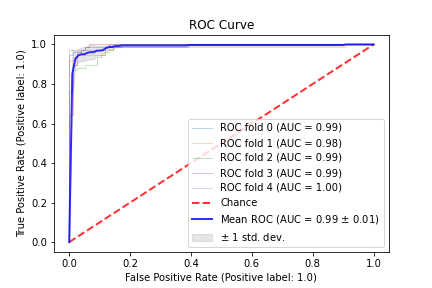 ROC Curve
True Positive Rate (Positive label: 1.0)
1.0
0.8
0.6
0.4
0.2
0.0
ROC fold 0 (AUC = 0.99)
ROC fold 1 (AUC = 0.98)
ROC fold 2 (AUC = 0.99)
ROC fold 3 (AUC = 0.99)
ROC fold 4 (AUC = 1.00)
Chance
Mean ROC (AUC = 0.99 ± 0.01)
± 1 std. dev.
0.0 0.2 0.4 0.6 0.8 1.0
False Positive Rate (Positive label: 1.0)